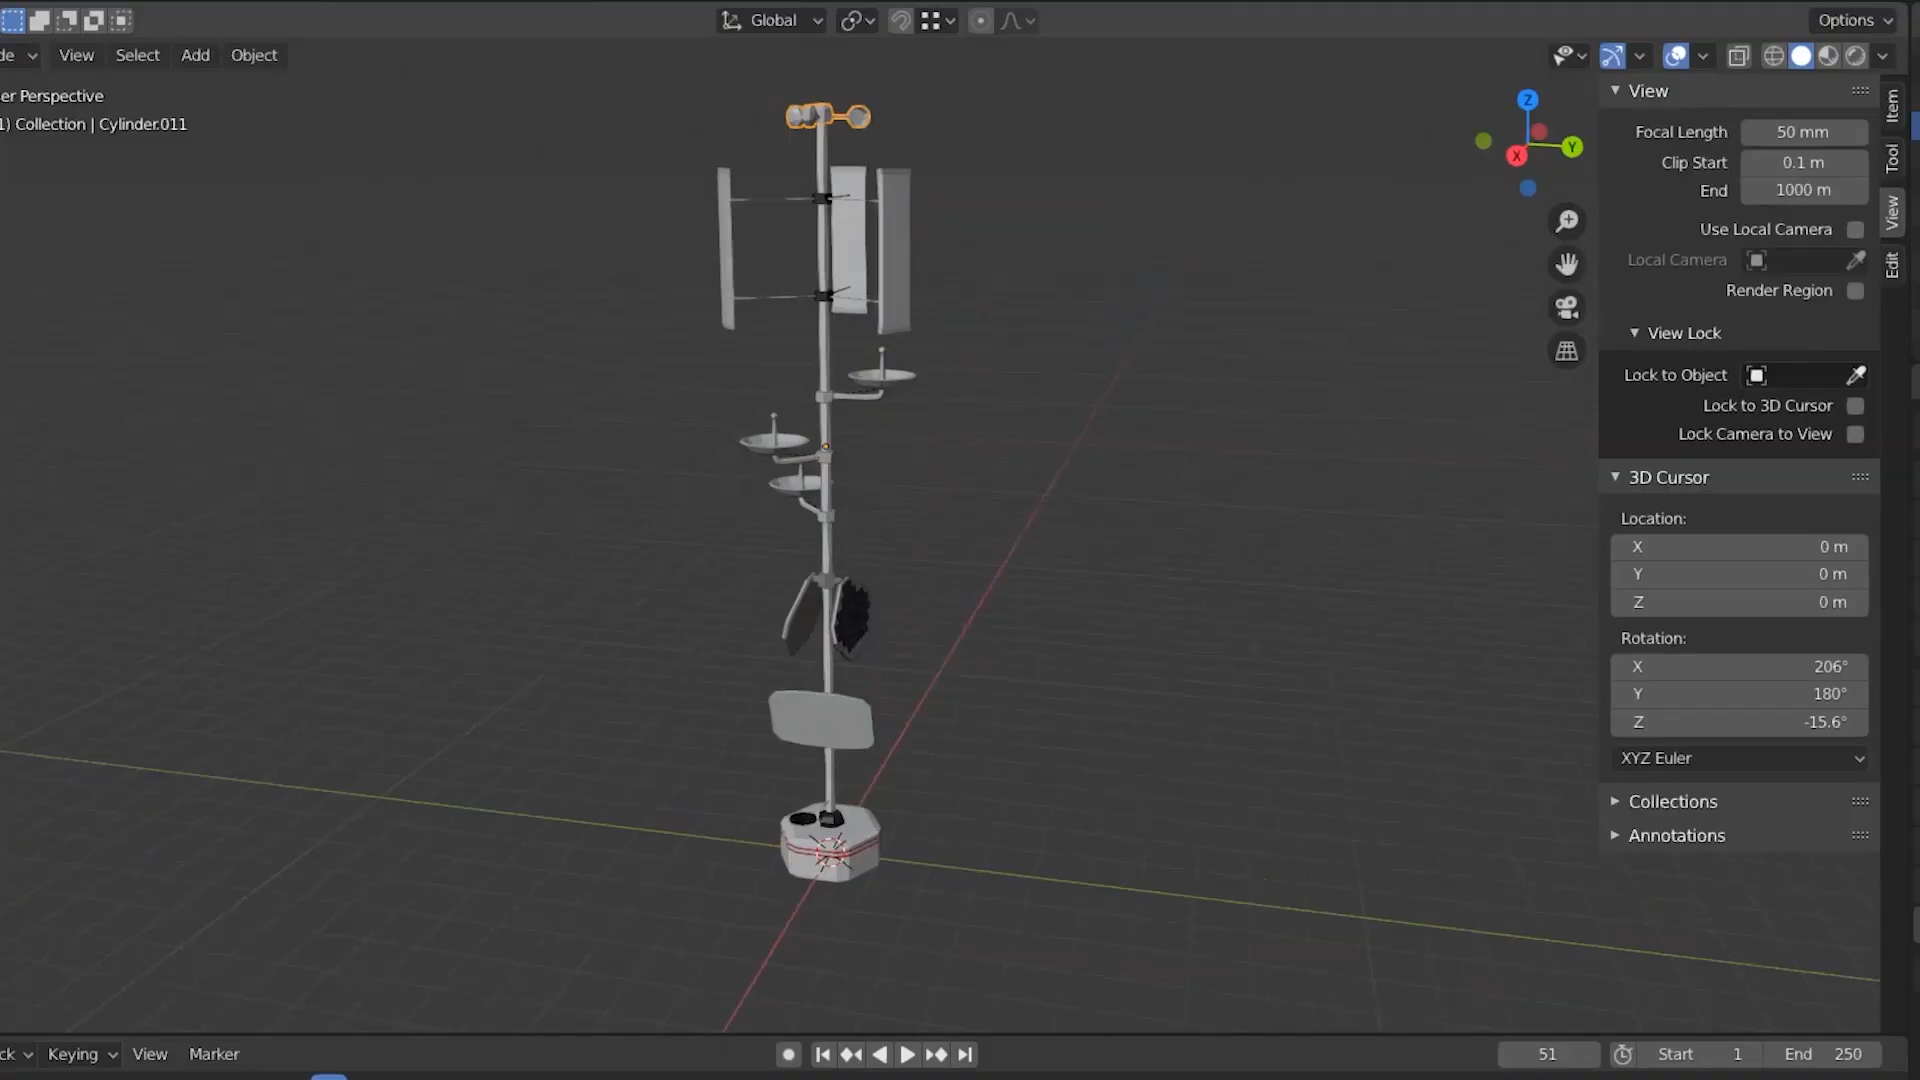 Global
Options
de
View
Select
Add
Object
er Perspective
1) Collection | Cylinder.011
Z
Y
X
View
Focal Length
50 mm
Clip Start
0.1 m
End
1000 m
Use Local Camera
Local Camera
Render Region
View Lock
Lock to Object
Lock to 3D Cursor
Lock Camera to View
3D Cursor
Location:
X
0 m
Y
0 m
Z
0 m
Rotation:
X
206°
Y
180°
Z
-15.6°
XYZ Euler
Collections
Annotations
Item
Tool
View
Edit
ck
Keying
View
Marker
51
Start
1
End
250